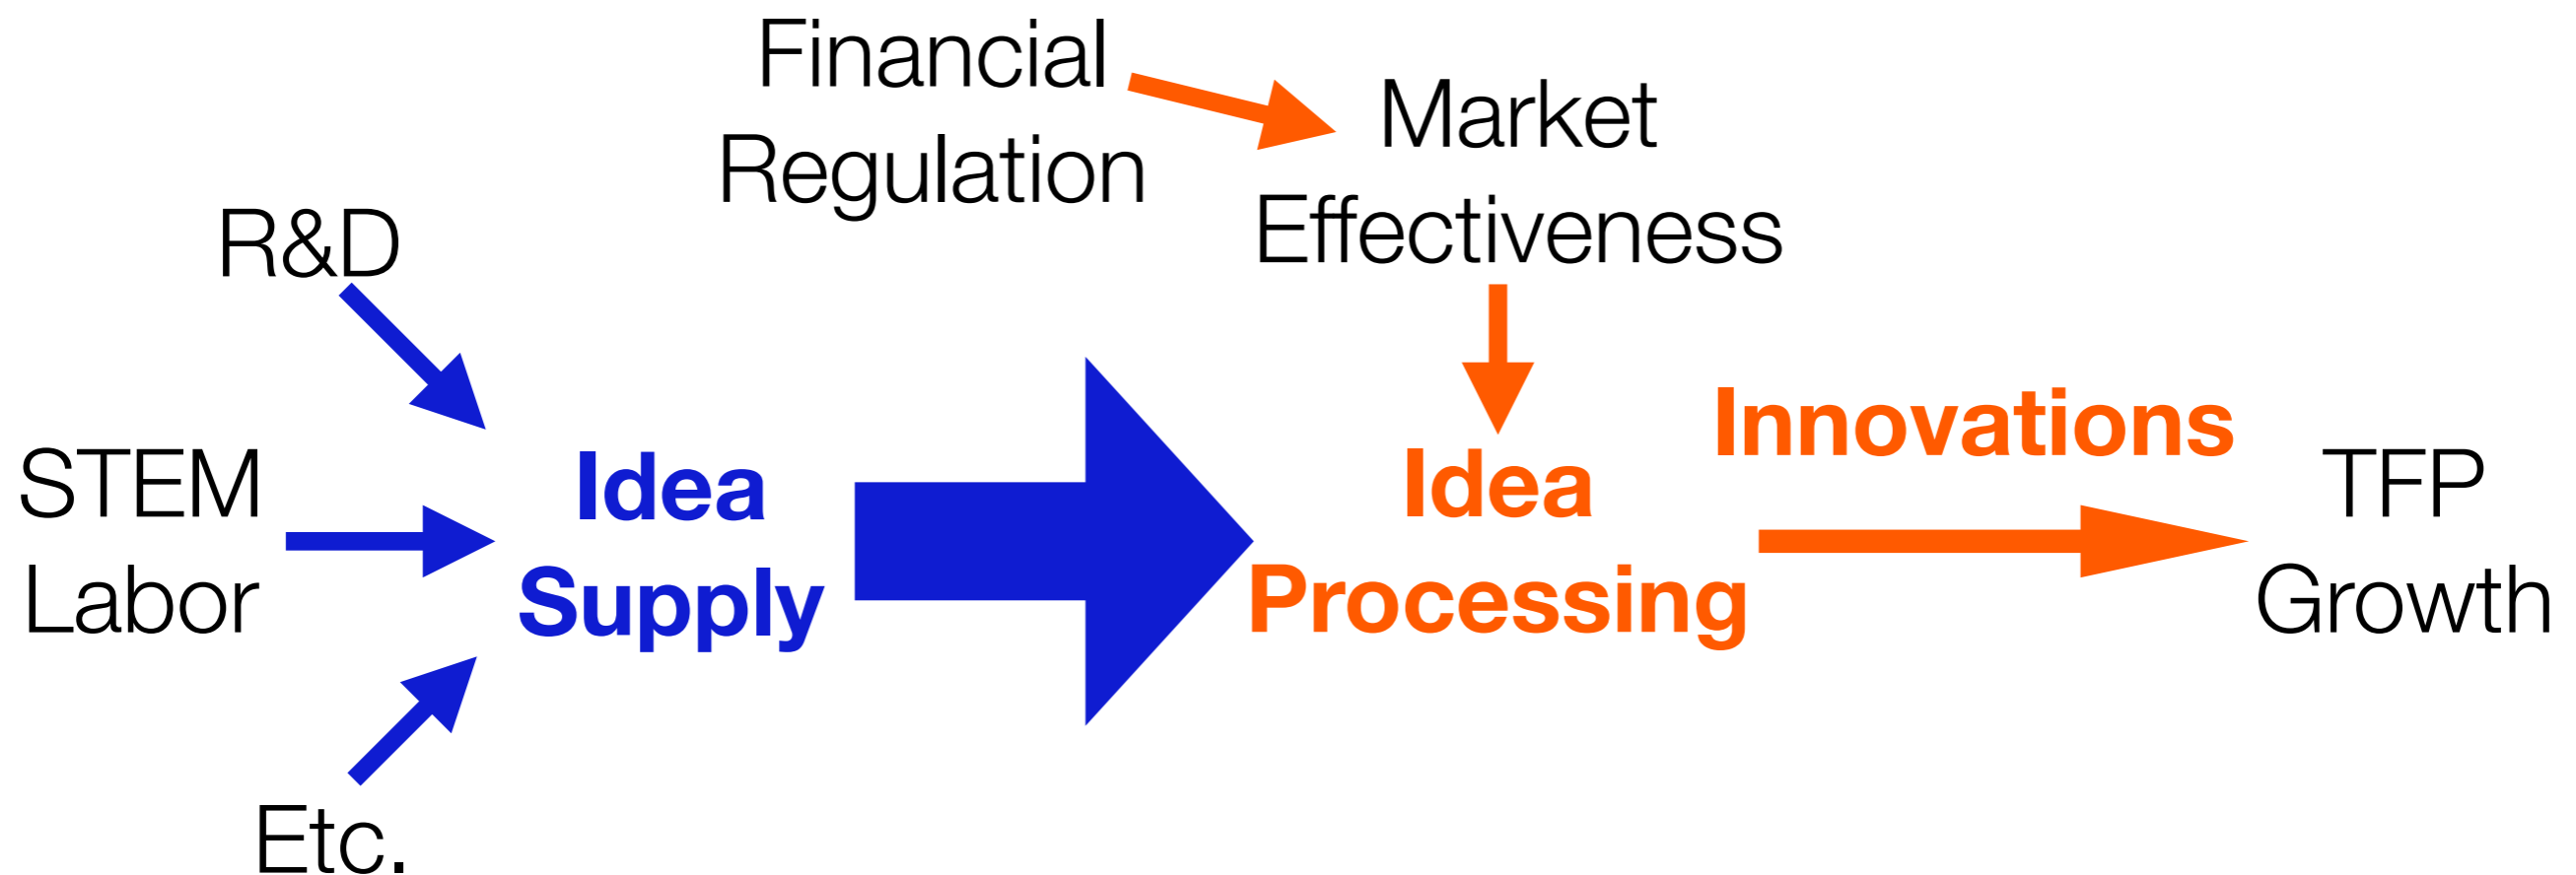 Financial
Regulation
Market
Effectiveness
R&D
STEM
Labor
Etc.
Idea
Supply
Idea
Processing
Innovations
TFP
Growth